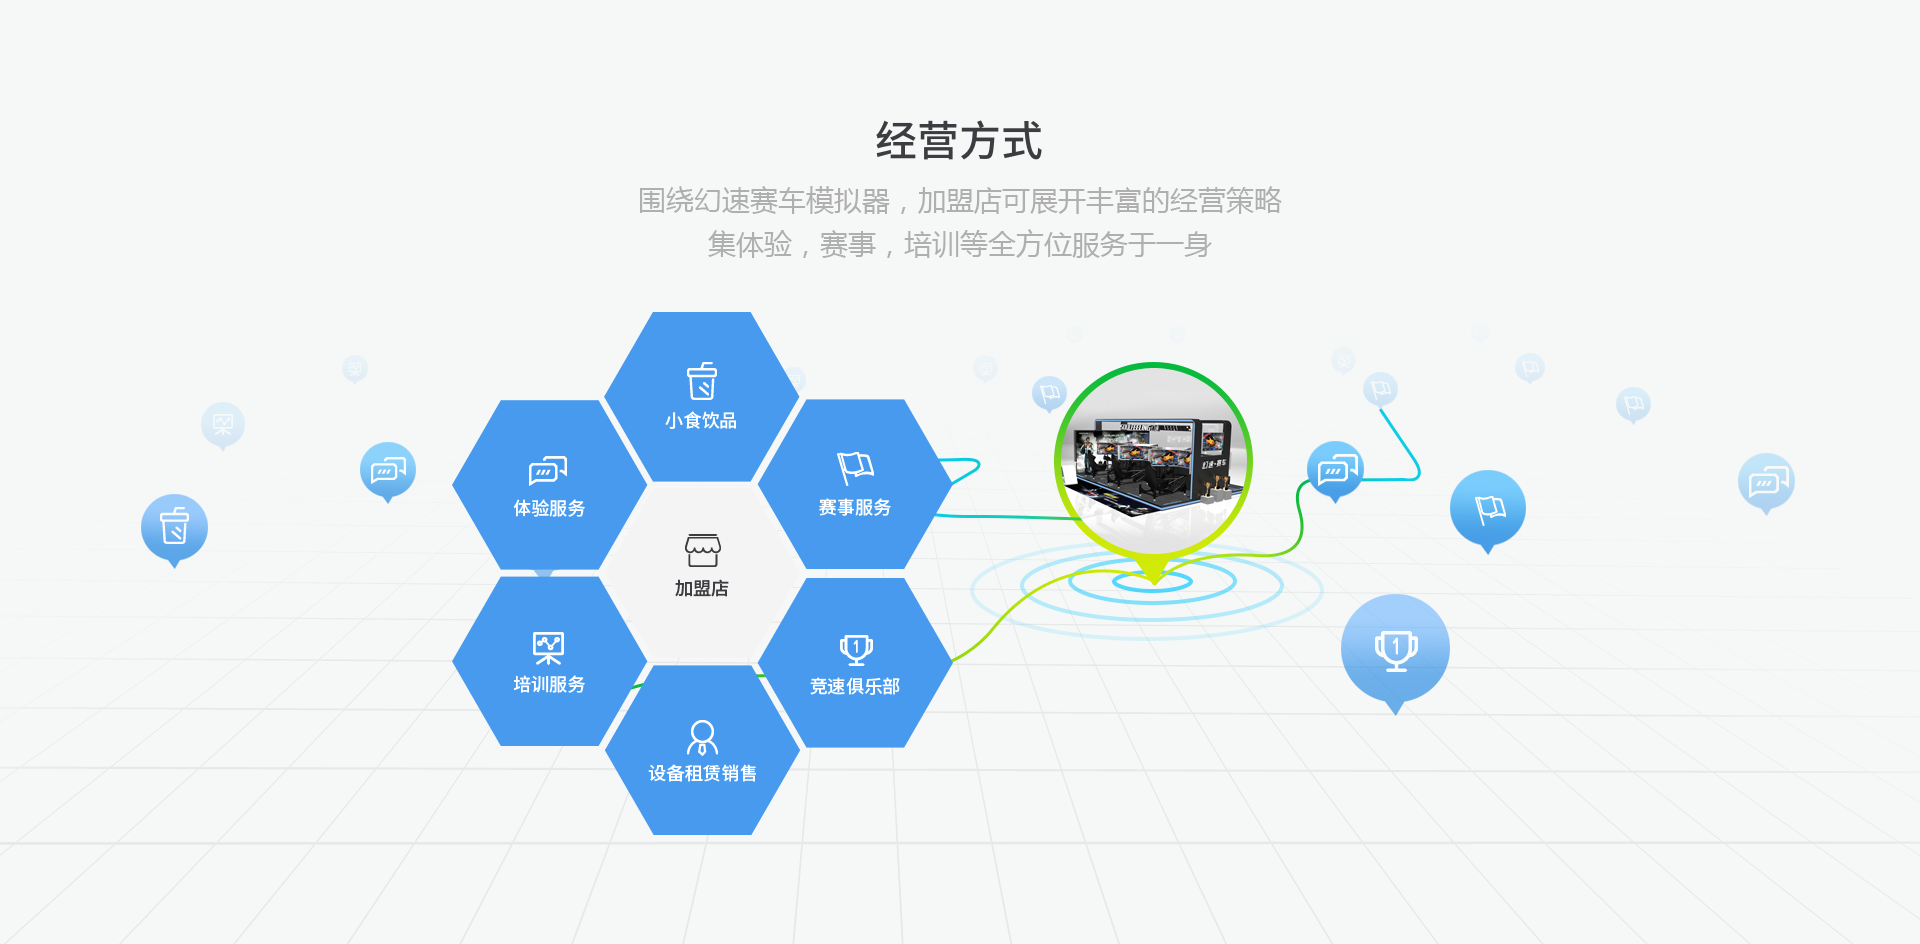 经营方式
围绕幻速赛车模拟器，加盟店可展开丰富的经营策略
集体验，赛事，培训等全方位服务于一身
小食饮品
体验服务
赛事服务
加盟店
培训服务
竞速俱乐部
设备租赁销售
1
1